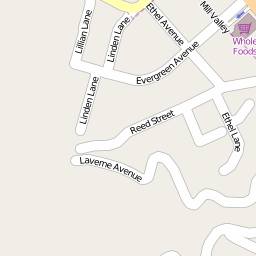 Lillian Lane
Linden Lane
Ethel Avenue
Mill Valley
Whole
Foods
Evergreen Avenue
Linden Lane
Reed Street
Ethel Lane
Laverne Avenue